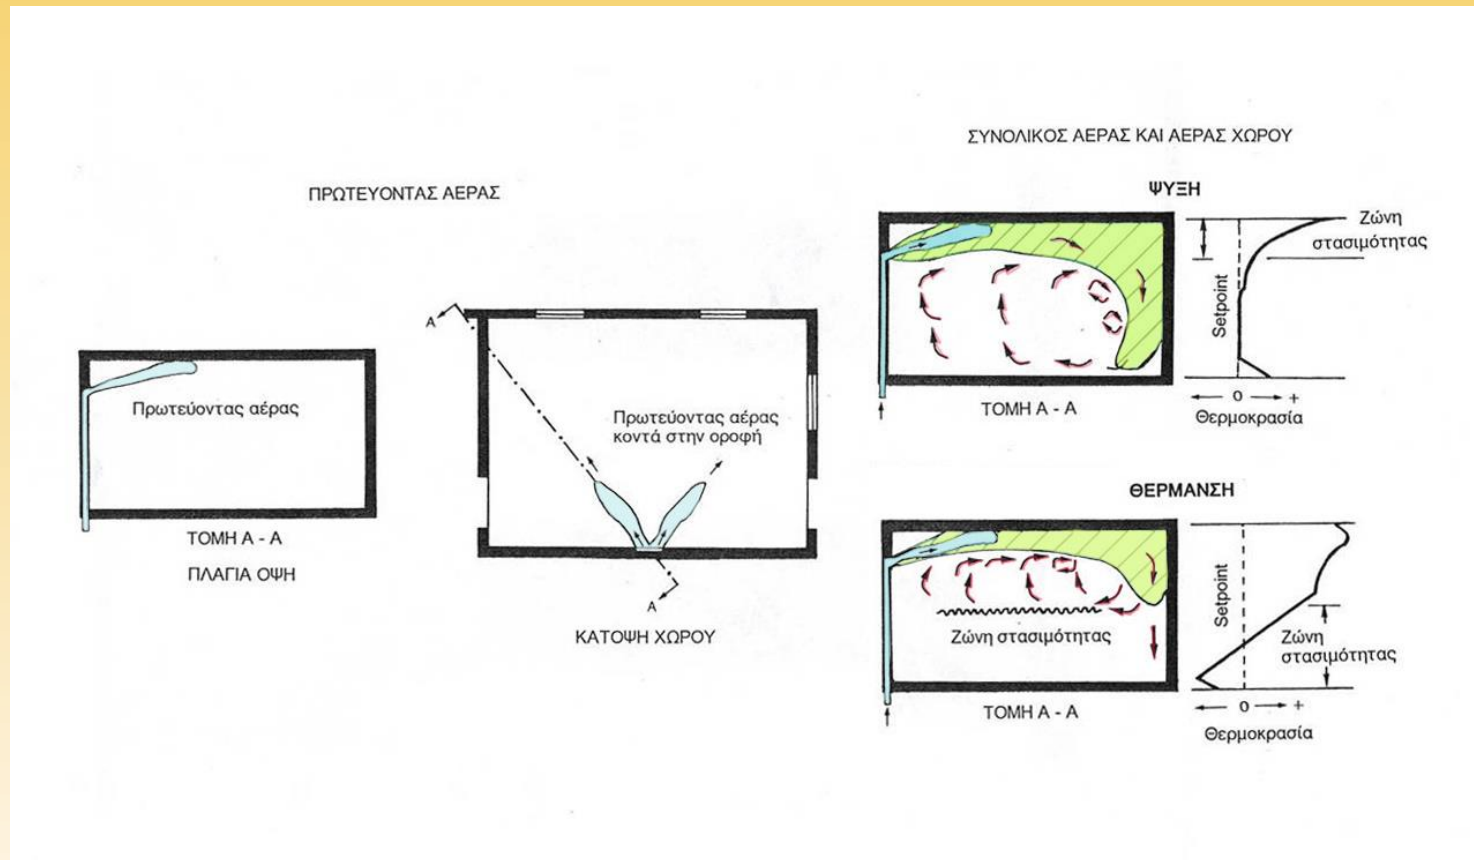 ΠΡΩΤΕΥΟΝΤΑΣ ΑΕΡΑΣ
Πρωτεύοντας αέρας
ΤΟΜΗ Α - Α
ΠΛΑΓΙΑ ΟΨΗ
Α
Πρωτεύοντας αέρας
κοντά στην οροφή
Α
ΚΑΤΟΨΗ ΧΩΡΟΥ
ΣΥΝΟΛΙΚΟΣ ΑΕΡΑΣ ΚΑΙ ΑΕΡΑΣ ΧΩΡΟΥ
ΨΥΞΗ
Ζώνη
στασιμότητας
Setpoint
0 +
Θερμοκρασία
ΤΟΜΗ Α - Α
ΘΕΡΜΑΝΣΗ
Setpoint
Ζώνη στασιμότητας
Ζώνη
στασιμότητας
0 +
Θερμοκρασία
ΤΟΜΗ Α - Α